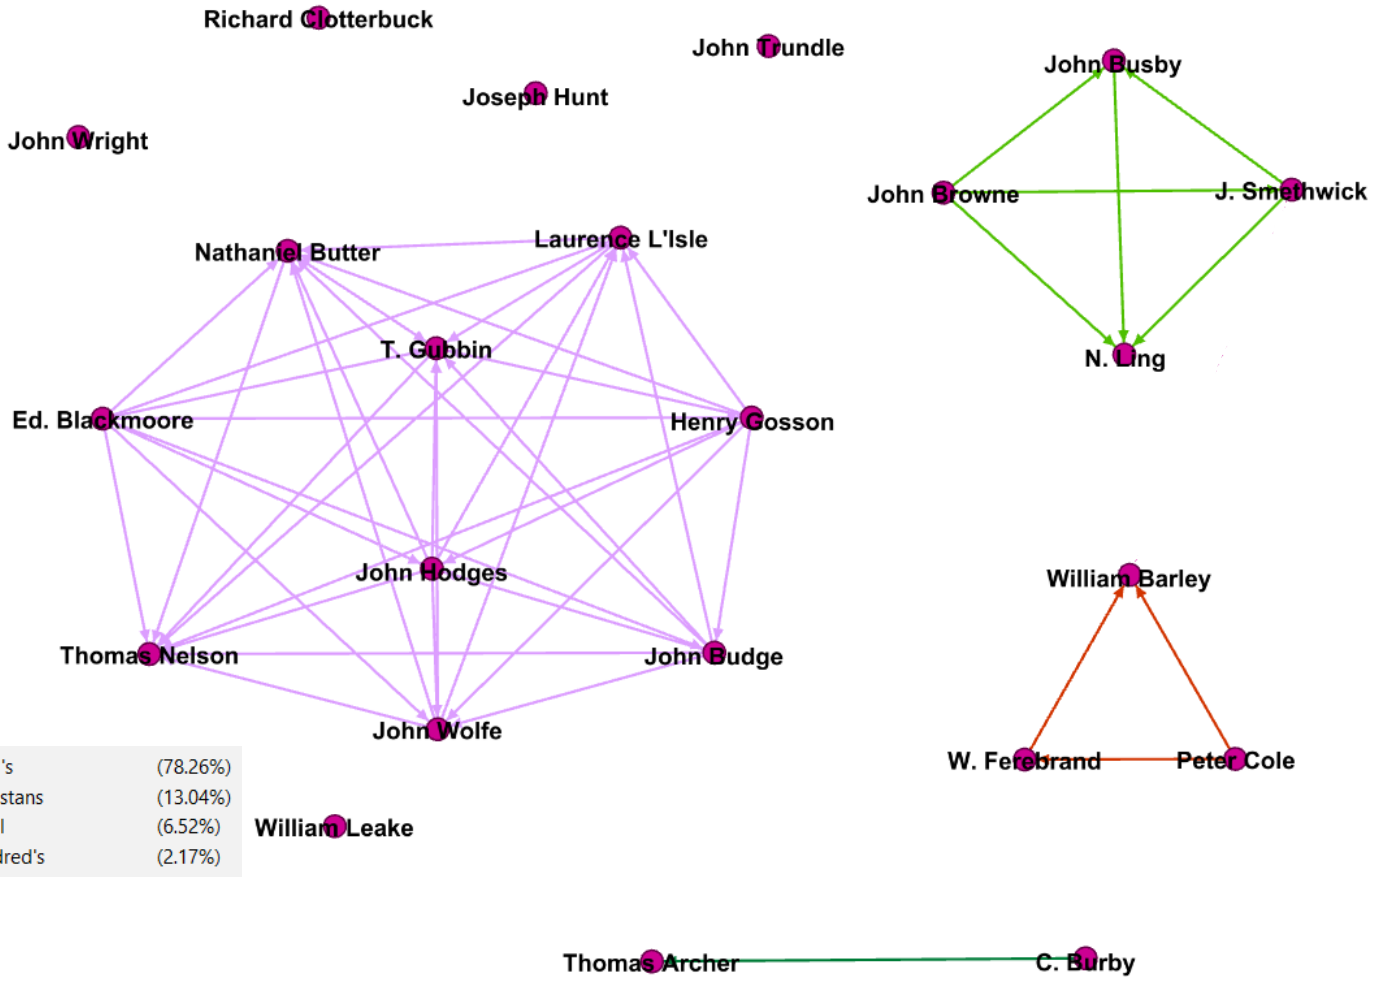 Richard Clotterbuck
John Trundle
John Busby
Joseph Hunt
John Wright
John Browne
J. Smethwick
Laurence L'Isle
Nathaniel Butter
T. Gubbin
N. Ling
Ed. Blackmoore
Henry Gosson
John Hodges
William Barley
Thomas Nelson
John Budge
John Wolfe
W. Ferebrand
Peter Cole
's (78.26%)
stans (13.04%)
l (6.52%)
dred's (2.17%)
William Leake
Thomas Archer
C. Burby